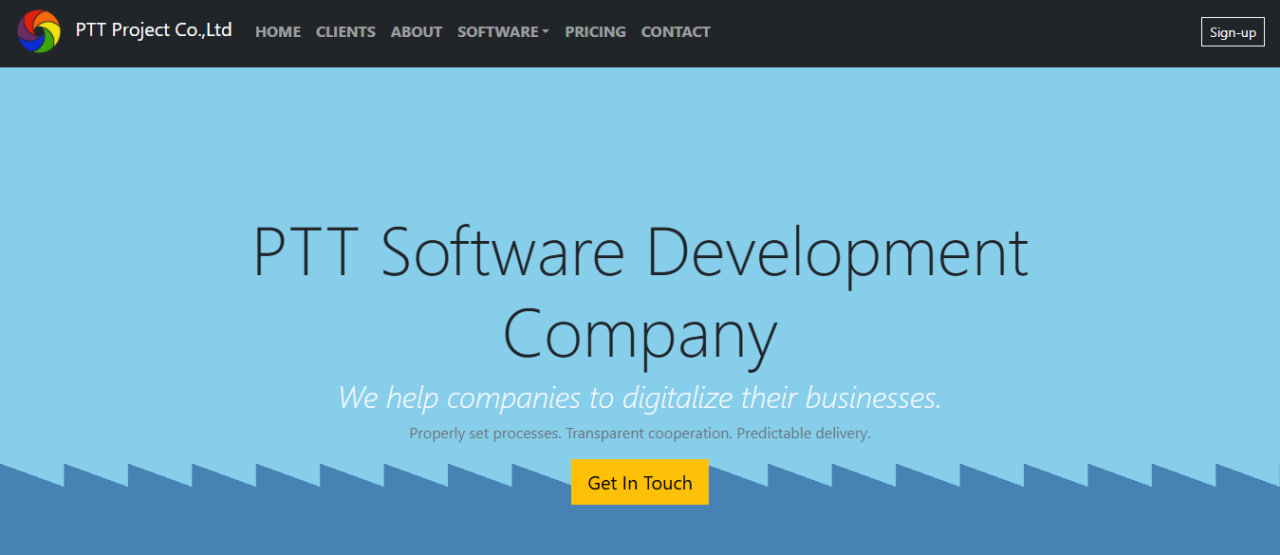 PTT Project Co.,Ltd HOME CLIENTS ABOUT SOFTWARE PRICING CONTACT Sign-up
PTT Software Development
Company
We help companies to digitalize their businesses.
Properly set processes. Transparent cooperation. Predictable delivery.
Get In Touch